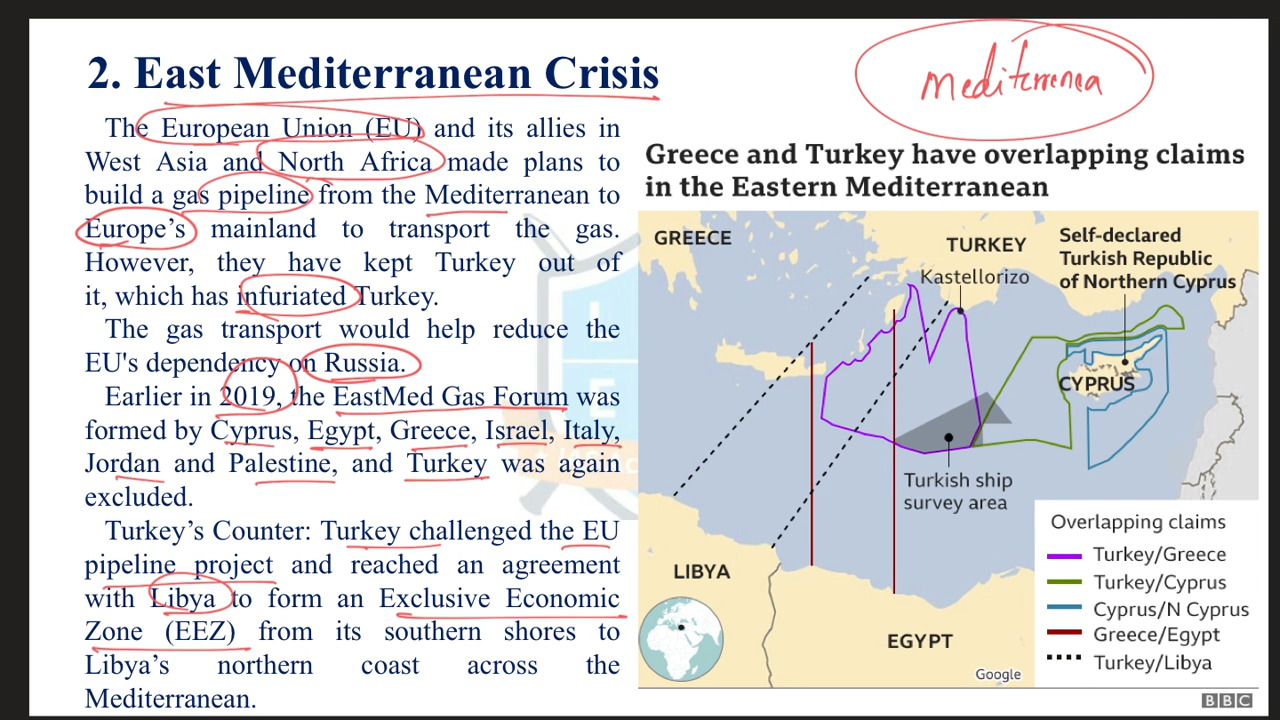 2. East Mediterranean Crisis
mediterrenea
The European Union (EU) and its allies in
West Asia and North Africa made plans to
build a gas pipeline from the Mediterranean to
Europe's mainland to transport the gas.
However, they have kept Turkey out of
it, which has infuriated Turkey.
The gas transport would help reduce the
EU's dependency on Russia.
Earlier in 2019, the EastMed Gas Forum was
formed by Cyprus, Egypt, Greece, Israel, Italy,
Jordan and Palestine, and Turkey was again
excluded.
Turkey's Counter: Turkey challenged the EU
pipeline project and reached an agreement
with Libya to form an Exclusive Economic
Zone (EEZ) from its southern shores to
Libya's northern coast across the
Mediterranean.
Greece and Turkey have overlapping claims
in the Eastern Mediterranean
GREECE
TURKEY
Kastellorizo
Self-declared
Turkish Republic
of Northern Cyprus
CYPRUS
Turkish ship
survey area
LIBYA
EGYPT
Google
Overlapping claims
Turkey/Greece
Turkey/Cyprus
Cyprus/N Cyprus
Greece/Egypt
Turkey/Libya
BBC
L
E